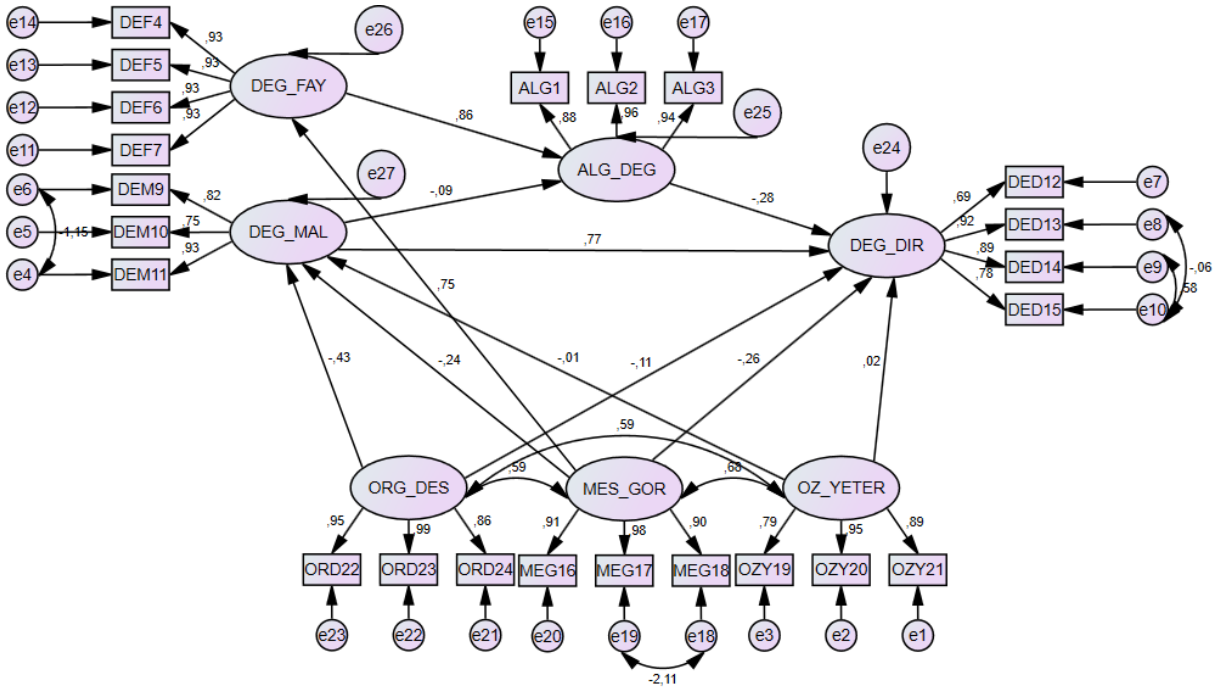 e14
DEF4
,93
e13
DEF5
,93
e12
DEF6
,93
e11
DEF7
,93
DEG_FAY
e26
e6
DEM9
,82
e5
DEM10
,75
e4
DEM11
,93
-1,15
DEG_MAL
e27
e15
e16
e17
ALG1
ALG2
ALG3
,88
,96
,94
e25
ALG_DEG
,86
-,09
-,28
,77
,75
e24
DEG_DIR
,69
DED12
e7
,92
DED13
e8
,89
DED14
e9
,78
DED15
e10
-,06
,58
-,43
-,24
-,01
-,11
-,26
,02
,59
,59
,68
ORG_DES
MES_GOR
OZ_YETER
,95
,99
,86
,91
,98
,90
,79
,95
,89
ORD22
ORD23
ORD24
MEG16
MEG17
MEG18
OZY19
OZY20
OZY21
e23
e22
e21
e20
e19
e18
e3
e2
e1
-2,11